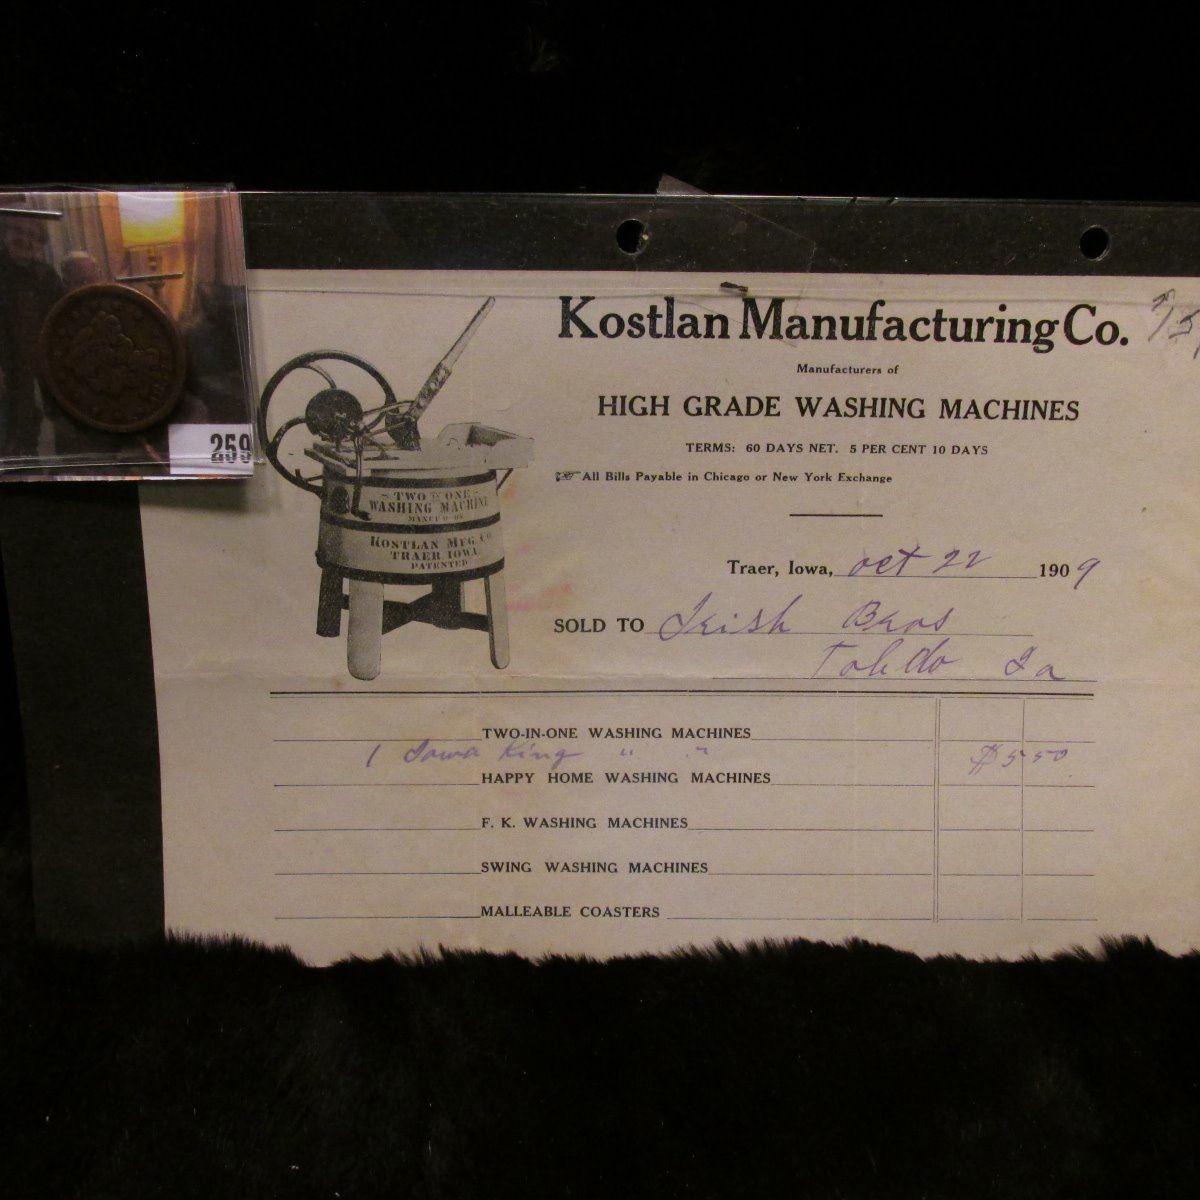 259
Kostlan Manufacturing Co.
Manufacturers of
HIGH GRADE WASHING MACHINES
TERMS: 60 DAYS NET. 5 PER CENT 10 DAYS
All Bills Payable in Chicago or New York Exchange
TWO IN ONE
WASHING MACHINE
KOSTLAN MFG. CO.
TRAER, IOWA.
PATENTED
Traer, Iowa, Oct 22 1909
SOLD TO Irish Bros
Toledo Ia
TWO-IN-ONE WASHING MACHINES
1 Iowa King " " $5 50
HAPPY HOME WASHING MACHINES
F. K. WASHING MACHINES
SWING WASHING MACHINES
MALLEABLE COASTERS